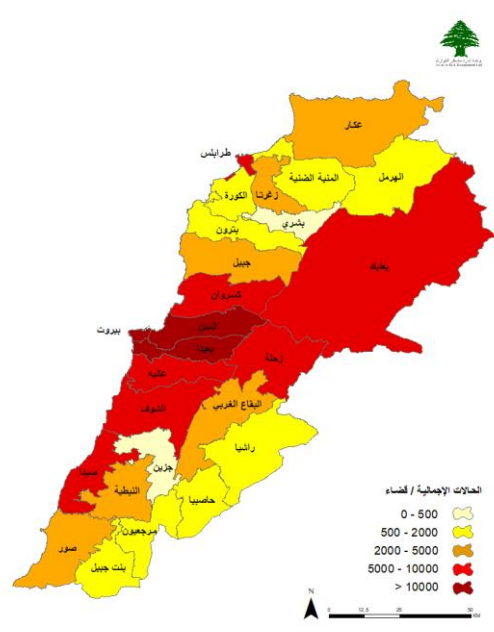 عكار
طرابلس
الهرمل
المنية الضنية
زغرتا
الكورة
بشري
بترون
جبيل
بعلبك
كسروان
المتن
بيروت
بعبدا
زحلة
عاليه
الشوف
البقاع الغربي
راشيا
جزين
صيدا
النبطية
حاصبيا
مرجعيون
صور
بنت جبيل
الحالات الإجمالية / قضاء
0 - 500
500 - 2000
2000 - 5000
5000 - 10000
> 10000
N
0 12.5 25 50
KM